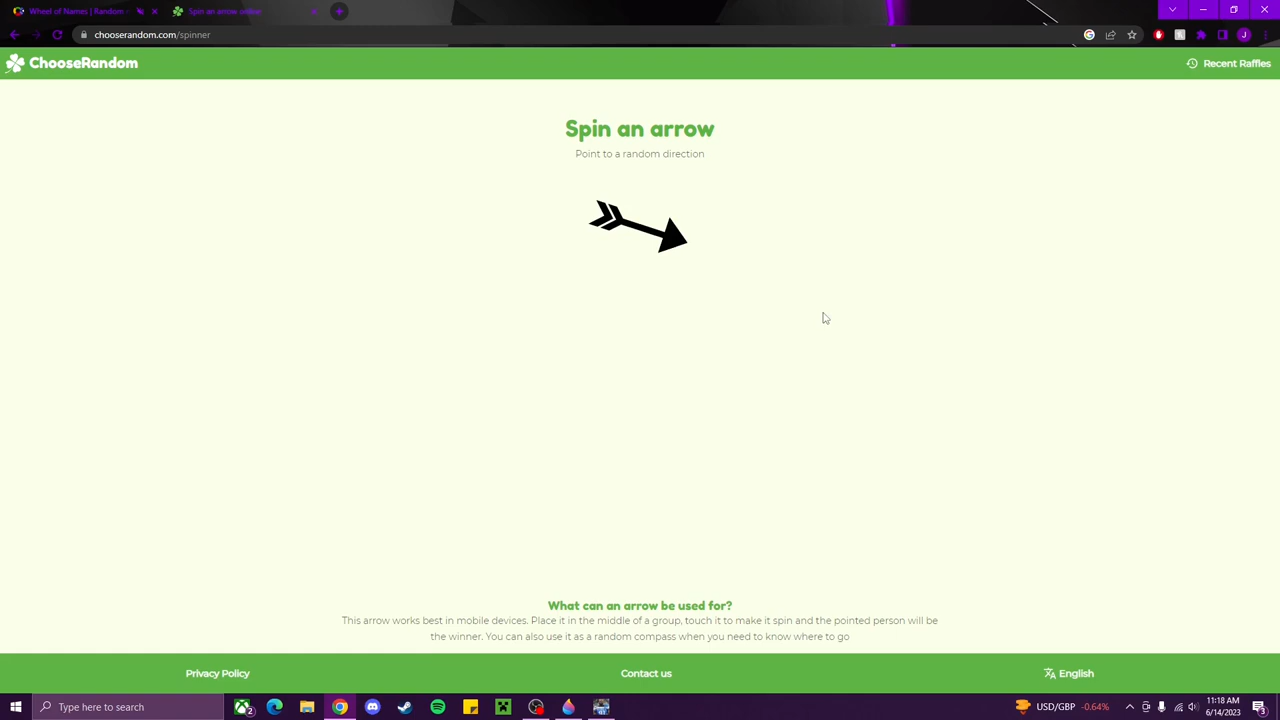 Wheel of Names | Random
Spin an arrow online
chooserandom.com/spinner
J
ChooseRandom
Recent Raffles
Spin an arrow
Point to a random direction
What can an arrow be used for?
This arrow works best in mobile devices. Place it in the middle of a group, touch it to make it spin and the pointed person will be
the winner. You can also use it as a random compass when you need to know where to go
Privacy Policy
Contact us
English
Type here to search
2
USD/GBP -0.64%
11:18 AM
6/14/2023
3